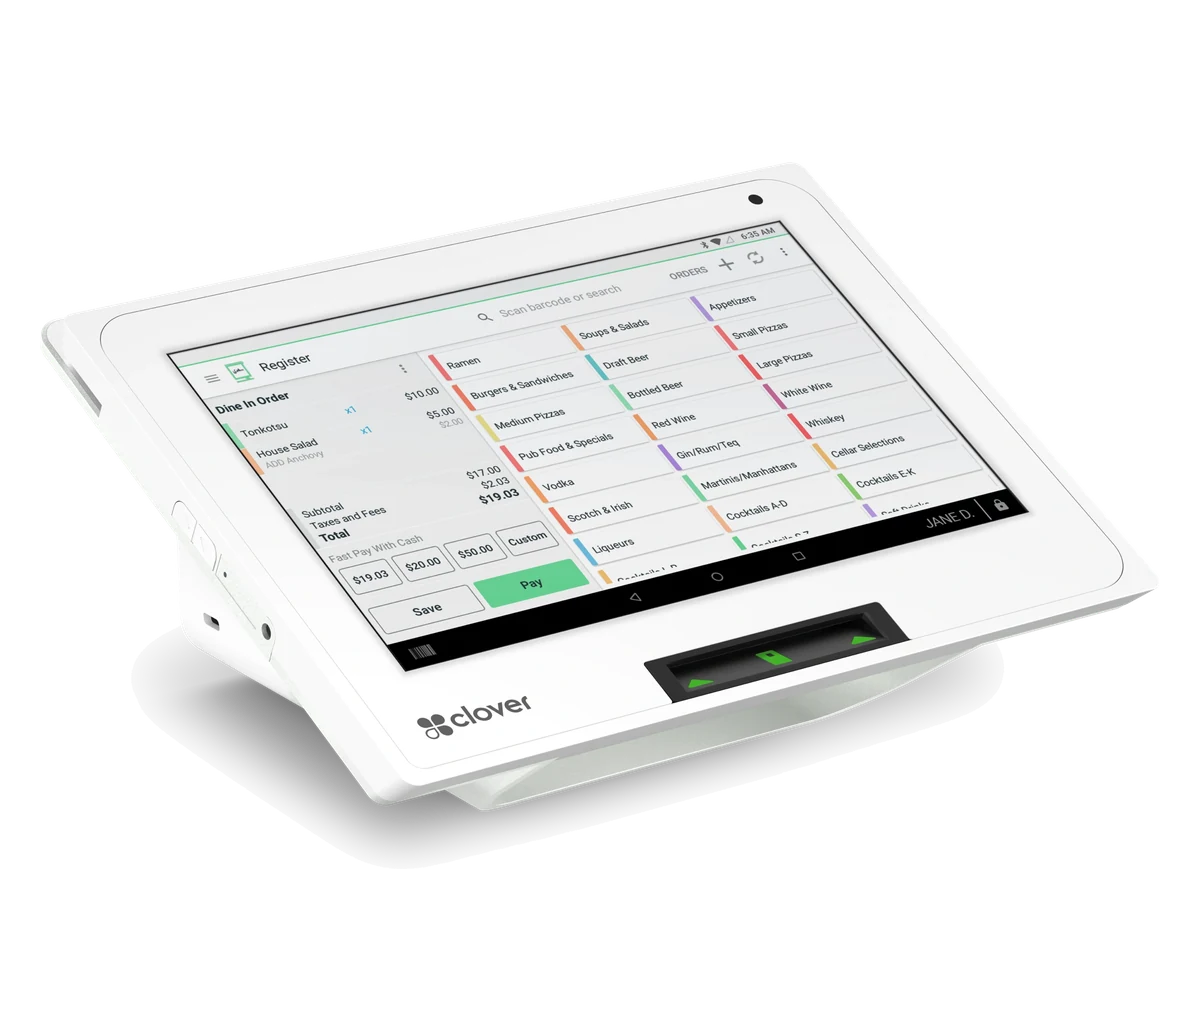 6:35 AM
Register
Scan barcode or search
ORDERS
Dine In Order
Tonkotsu
x1
$10.00
House Salad
x1
$5.00
ADD Anchovy
$2.00
Subtotal
$17.00
Taxes and Fees
$2.03
Total
$19.03
Fast Pay With Cash
$19.03
$20.00
$50.00
Custom
Save
Pay
Ramen
Soups & Salads
Appetizers
Burgers & Sandwiches
Draft Beer
Small Pizzas
Medium Pizzas
Bottled Beer
Large Pizzas
Pub Food & Specials
Red Wine
White Wine
Vodka
Gin/Rum/Teq
Whiskey
Scotch & Irish
Martinis/Manhattans
Cellar Selections
Liqueurs
Cocktails A-D
Cocktails E-K
JANE D.
clover